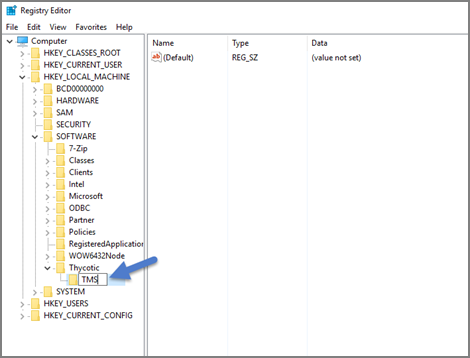 Registry Editor
File Edit View Favorites Help
Computer
HKEY_CLASSES_ROOT
HKEY_CURRENT_USER
HKEY_LOCAL_MACHINE
BCD00000000
HARDWARE
SAM
SECURITY
SOFTWARE
7-Zip
Classes
Clients
Intel
Microsoft
ODBC
Partner
Policies
RegisteredApplication
WOW6432Node
Thycotic
TMS
SYSTEM
HKEY_USERS
HKEY_CURRENT_CONFIG
Name Type Data
ab (Default) REG_SZ (value not set)